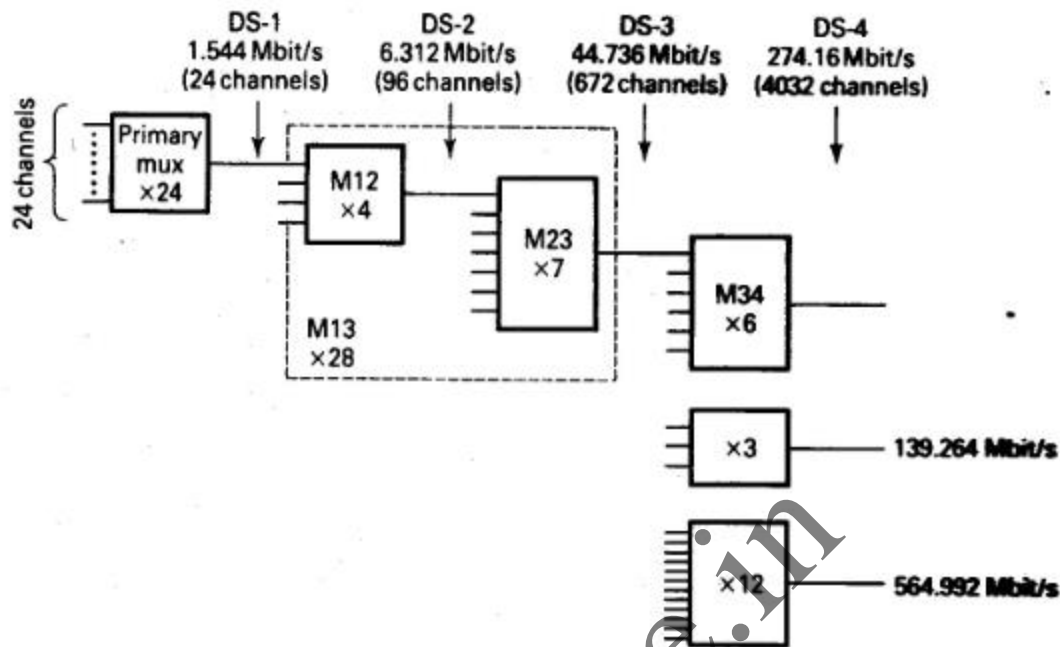 DS-1
1.544 Mbit/s
(24 channels)
DS-2
6.312 Mbit/s
(96 channels)
DS-3
44.736 Mbit/s
(672 channels)
DS-4
274.16 Mbit/s
(4032 channels)
24 channels
Primary
mux
×24
M12
×4
M23
×7
M13
×28
M34
×6
×3
139.264 Mbit/s
×12
564.992 Mbit/s
e.in